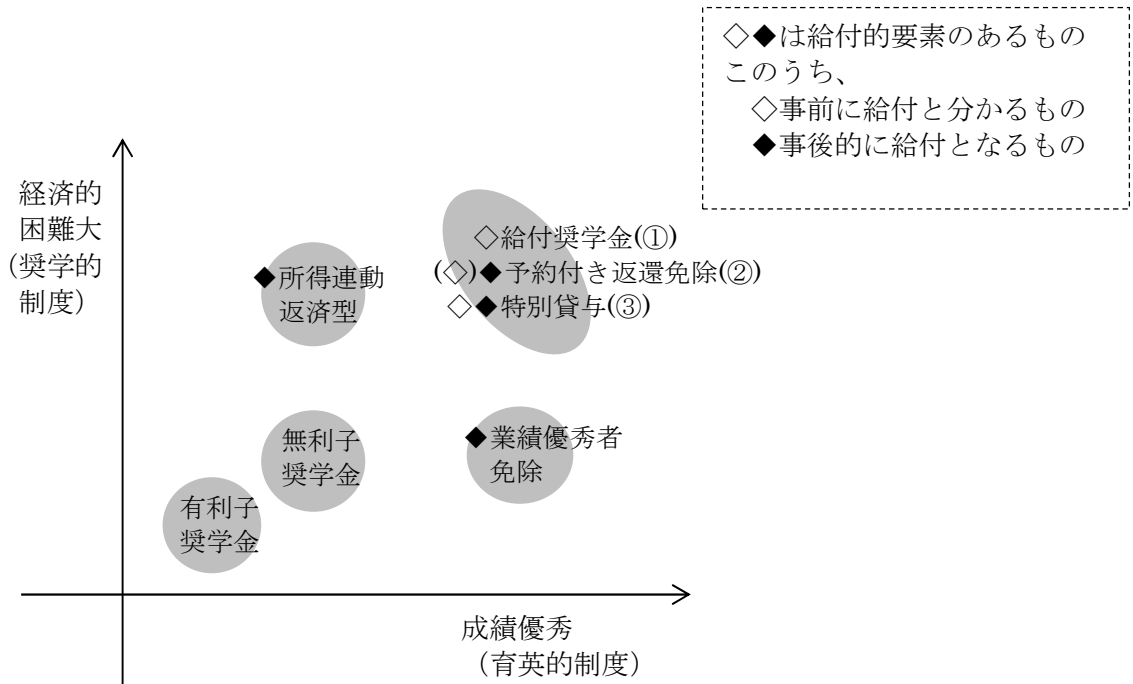 ◇◆は給付的要素のあるもの
このうち、
◇事前に給付と分かるもの
◆事後的に給付となるもの
経済的
困難大
（奨学的
制度）
◇給付奨学金(①)
(◇)◆予約付き返還免除(②)
◇◆特別貸与(③)
◆所得連動
返済型
無利子
奨学金
◆業績優秀者
免除
有利子
奨学金
成績優秀
（育英的制度）